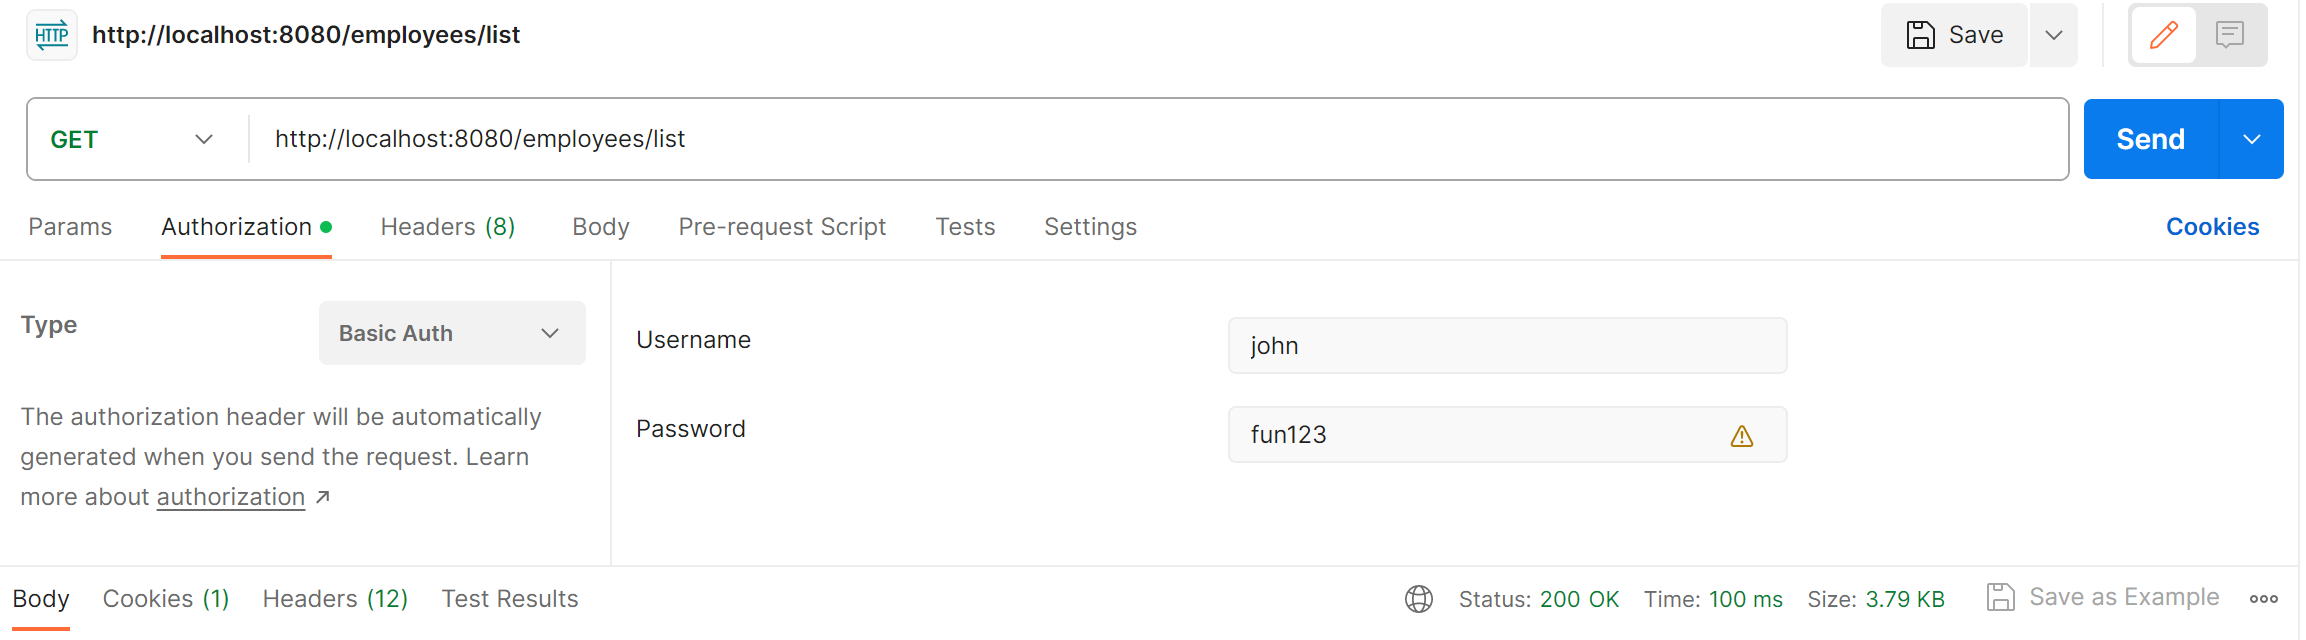 HTTP http://localhost:8080/employees/list Save
GET http://localhost:8080/employees/list Send
Params Authorization Headers (8) Body Pre-request Script Tests Settings Cookies
Type Basic Auth
The authorization header will be automatically
generated when you send the request. Learn
more about authorization ↗
Username john
Password fun123
Body Cookies (1) Headers (12) Test Results Status: 200 OK Time: 100 ms Size: 3.79 KB Save as Example